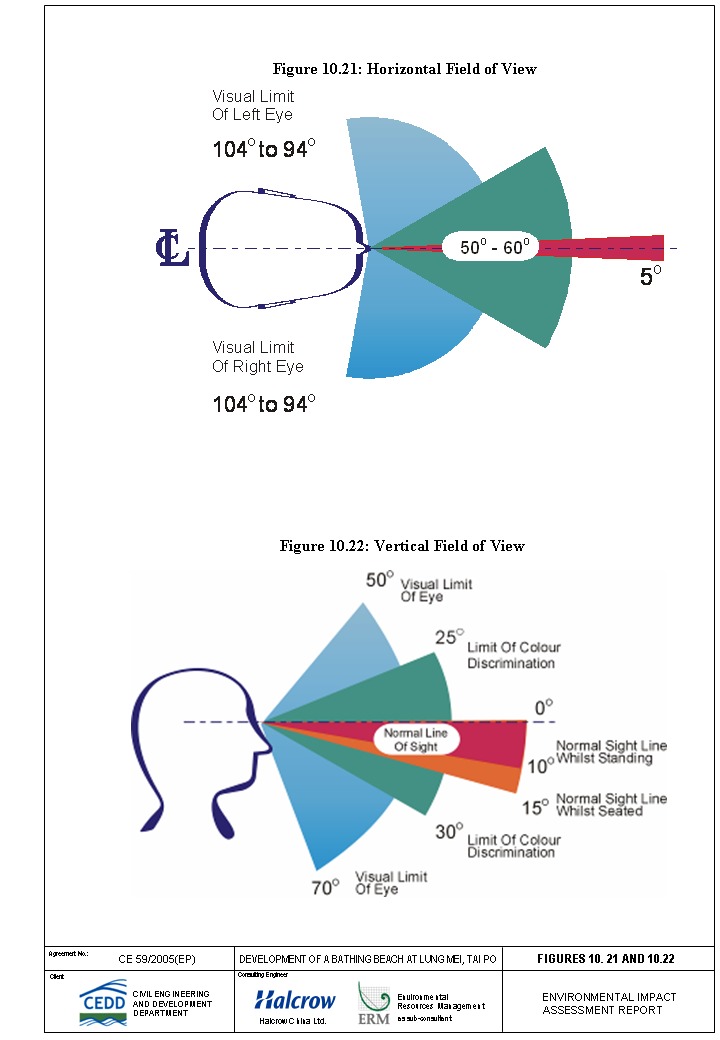 Figure 10.21: Horizontal Field of View
Visual Limit
Of Left Eye
104° to 94°
℄
50° - 60°
5°
Visual Limit
Of Right Eye
104° to 94°
Figure 10.22: Vertical Field of View
50° Visual Limit
Of Eye
25° Limit Of Colour
Discrimination
0°
Normal Line
Of Sight
10° Normal Sight Line
Whilst Standing
15° Normal Sight Line
Whilst Seated
30° Limit Of Colour
Discrimination
70° Visual Limit
Of Eye
Agreement No.:
CE 59/2005(EP)
DEVELOPMENT OF A BATHING BEACH AT LUNG MEI, TAI PO
FIGURES 10. 21 AND 10.22
Client
CEDD
CIVIL ENGINEERING
AND DEVELOPMENT
DEPARTMENT
Consulting Engineer
Halcrow
Halcrow China Ltd.
ERM
Environmental
Resources Management
as sub-consultant
ENVIRONMENTAL IMPACT
ASSESSMENT REPORT